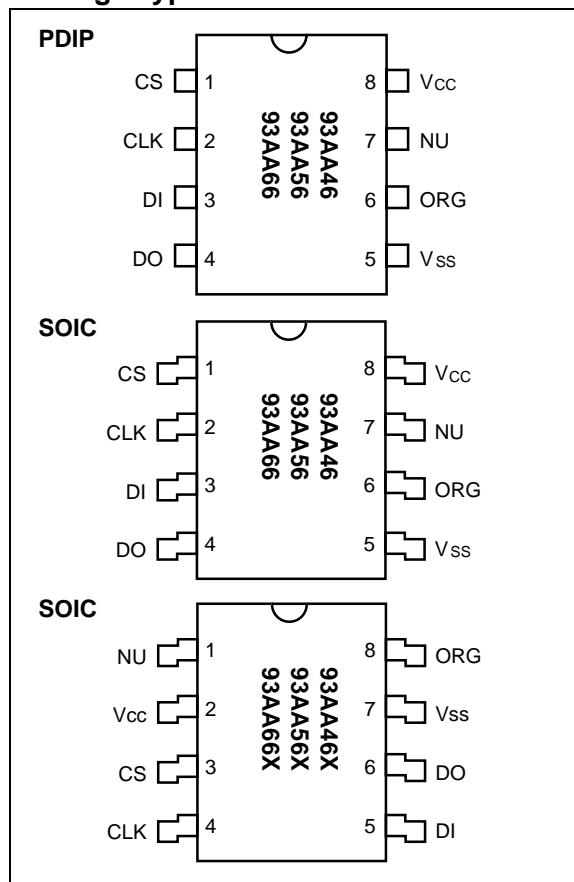 PDIP
CS 1 8 VCC
CLK 2 7 NU
DI 3 6 ORG
DO 4 5 VSS
93AA46
93AA56
93AA66
SOIC
CS 1 8 VCC
CLK 2 7 NU
DI 3 6 ORG
DO 4 5 VSS
93AA46
93AA56
93AA66
SOIC
NU 1 8 ORG
Vcc 2 7 Vss
CS 3 6 DO
CLK 4 5 DI
93AA46X
93AA56X
93AA66X